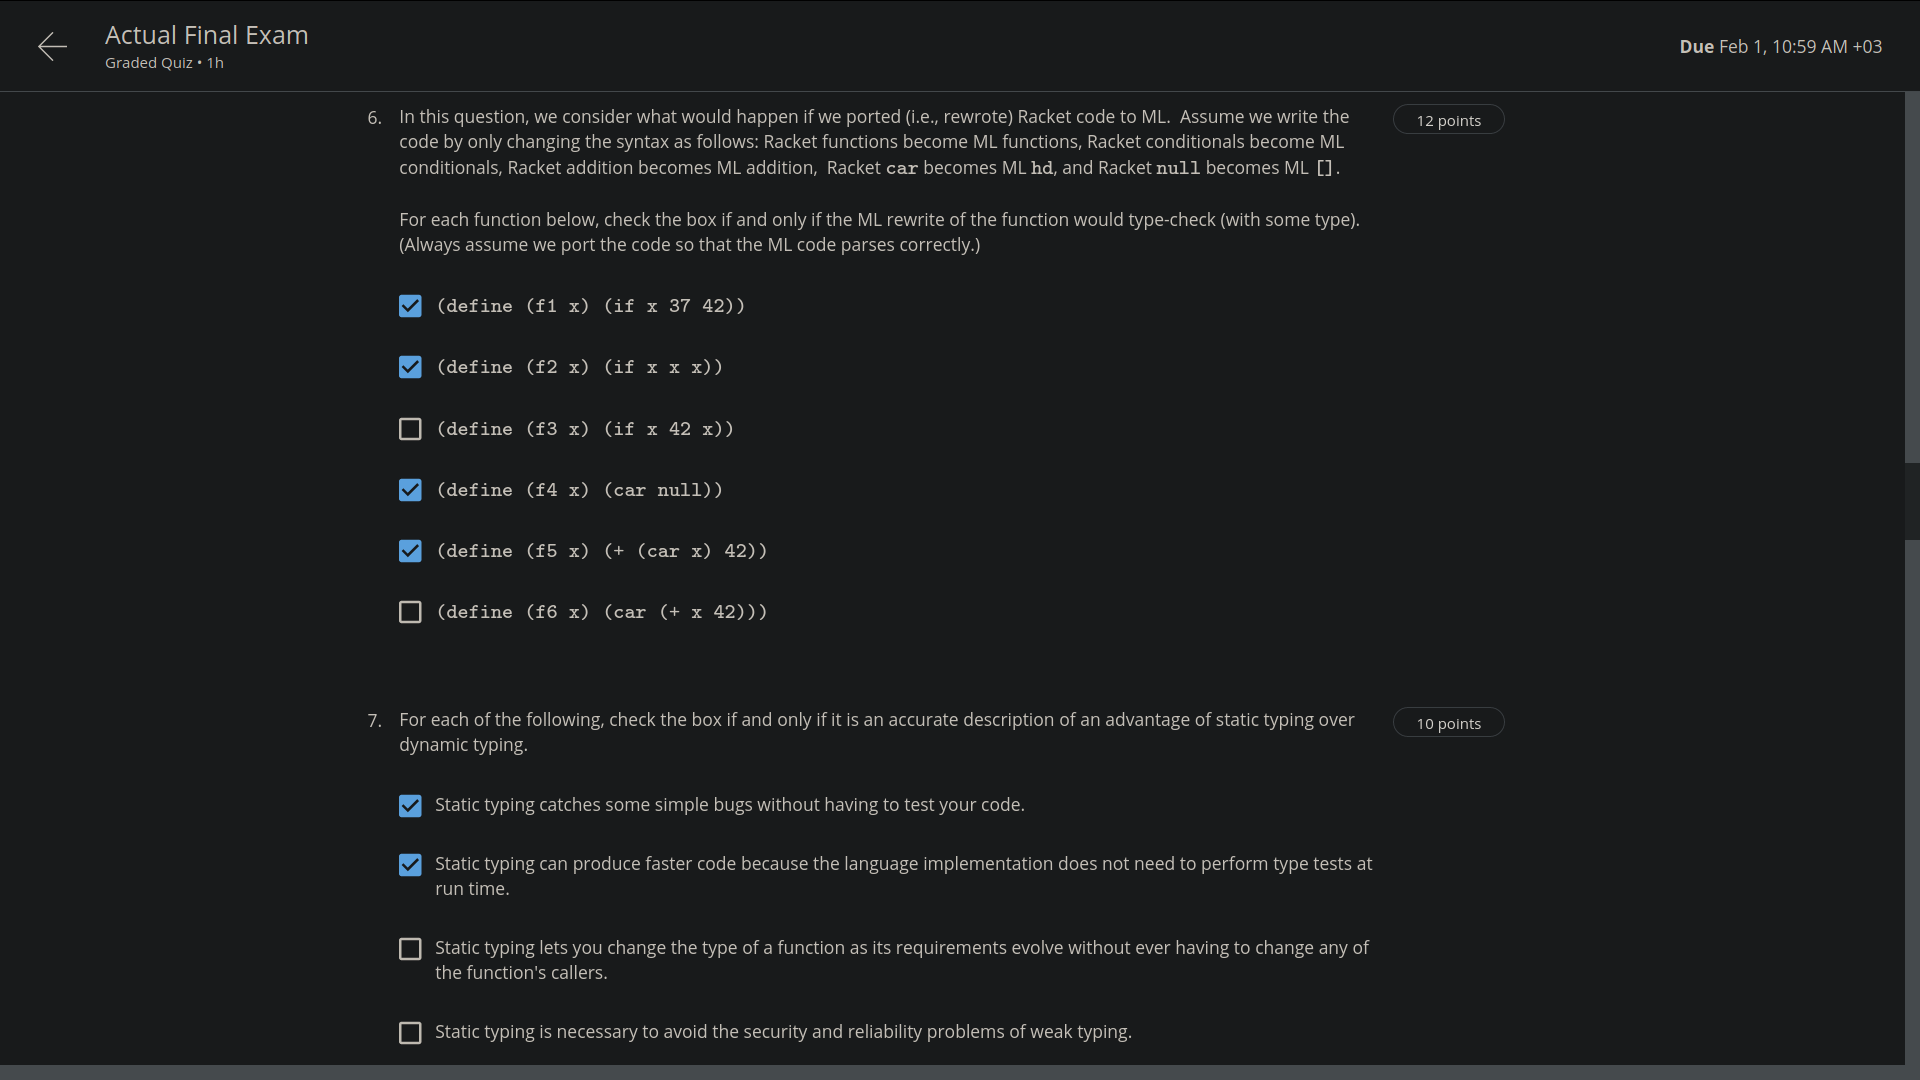 Actual Final Exam
Graded Quiz • 1h
Due Feb 1, 10:59 AM +03
6. In this question, we consider what would happen if we ported (i.e., rewrote) Racket code to ML.  Assume we write the
12 points
code by only changing the syntax as follows: Racket functions become ML functions, Racket conditionals become ML
conditionals, Racket addition becomes ML addition,  Racket car becomes ML hd, and Racket null becomes ML [].
For each function below, check the box if and only if the ML rewrite of the function would type-check (with some type).
(Always assume we port the code so that the ML code parses correctly.)
(define (f1 x) (if x 37 42))
(define (f2 x) (if x x x))
(define (f3 x) (if x 42 x))
(define (f4 x) (car null))
(define (f5 x) (+ (car x) 42))
(define (f6 x) (car (+ x 42)))
7. For each of the following, check the box if and only if it is an accurate description of an advantage of static typing over
10 points
dynamic typing.
Static typing catches some simple bugs without having to test your code.
Static typing can produce faster code because the language implementation does not need to perform type tests at
run time.
Static typing lets you change the type of a function as its requirements evolve without ever having to change any of
the function's callers.
Static typing is necessary to avoid the security and reliability problems of weak typing.